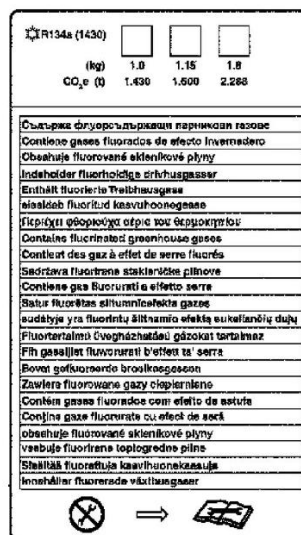 R134a (1430)
(kg) 1.0 1.15 1.6
CO2e (t) 1.430 1.600 2.288
Съдържа флуорсъдържащи парникови газове
Contiene gases fluorados de efecto invernadero
Obsahuje fluorované skleníkové plyny
Indeholder fluorholdige drivhusgasser
Enthält fluorierte Treibhausgase
sisaldab fluoritud kasvuhoonegaase
Περιέχει φθοριούχα αέρια του θερμοκηπίου
Contains fluorinated greenhouse gases
Contient des gaz à effet de serre fluorés
Sadržava fluorirane stakleničke plinove
Contiene gas fluorurati a effetto serra
Satur fluorētas siltumnīcefekta gāzes
sudėtyje yra fluorintų šiltnamio efektą sukeliančių dujų
Fluortartalmú üvegházhatású gázokat tartalmaz
Fih gassijiet fluworurati b'effett ta' serra
Bevat gefluoreerde broeikasgassen
Zawiera fluorowane gazy cieplarniane
Contém gases fluorados com efeito de estufa
Conține gaze fluorurate cu efect de seră
obsahuje fluórované skleníkové plyny
vsebuje fluorirane toplogredne pline
Sisältää fluorattuja kasvihuonekaasuja
Innehåller fluorerade växthusgaser